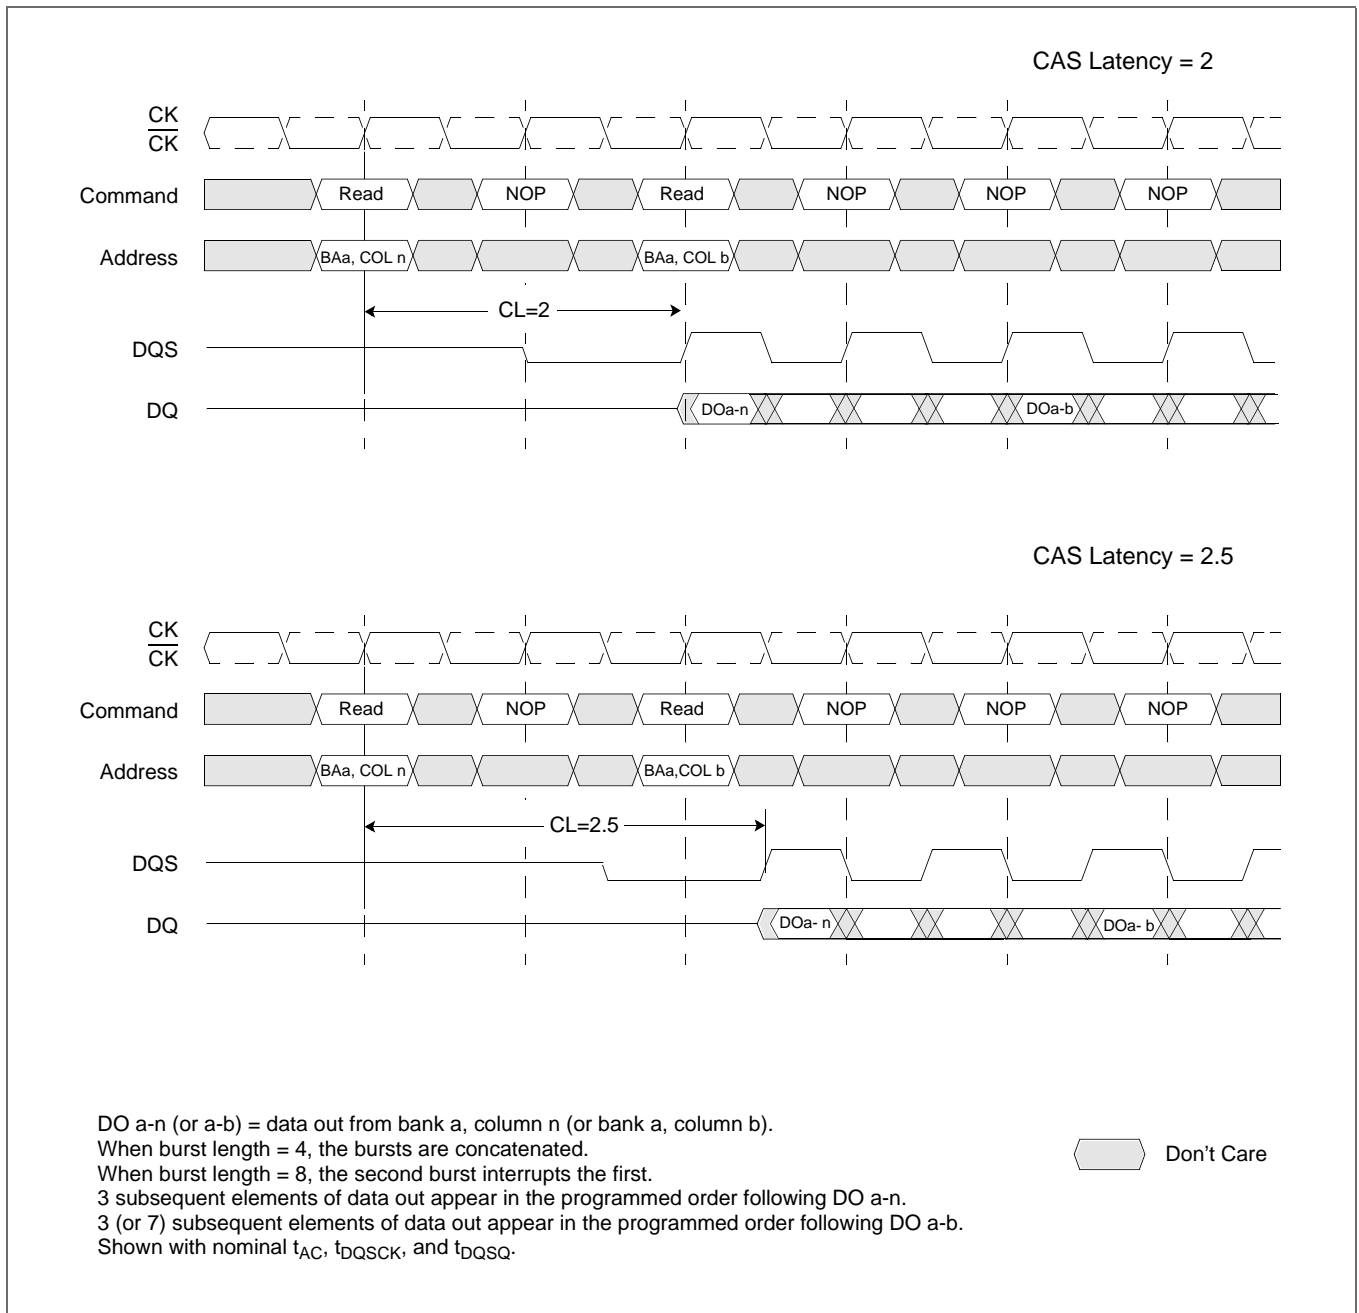 CAS Latency = 2
CK
CK
Command Read NOP Read NOP NOP NOP
Address BAa, COL n BAa, COL b
CL=2
DQS
DQ DOa-n DOa-b
CAS Latency = 2.5
CK
CK
Command Read NOP Read NOP NOP NOP
Address BAa, COL n BAa,COL b
CL=2.5
DQS
DQ DOa- n DOa- b
DO a-n (or a-b) = data out from bank a, column n (or bank a, column b).
When burst length = 4, the bursts are concatenated.
When burst length = 8, the second burst interrupts the first.
3 subsequent elements of data out appear in the programmed order following DO a-n.
3 (or 7) subsequent elements of data out appear in the programmed order following DO a-b.
Shown with nominal tAC, tDQSCK, and tDQSQ.
Don't Care